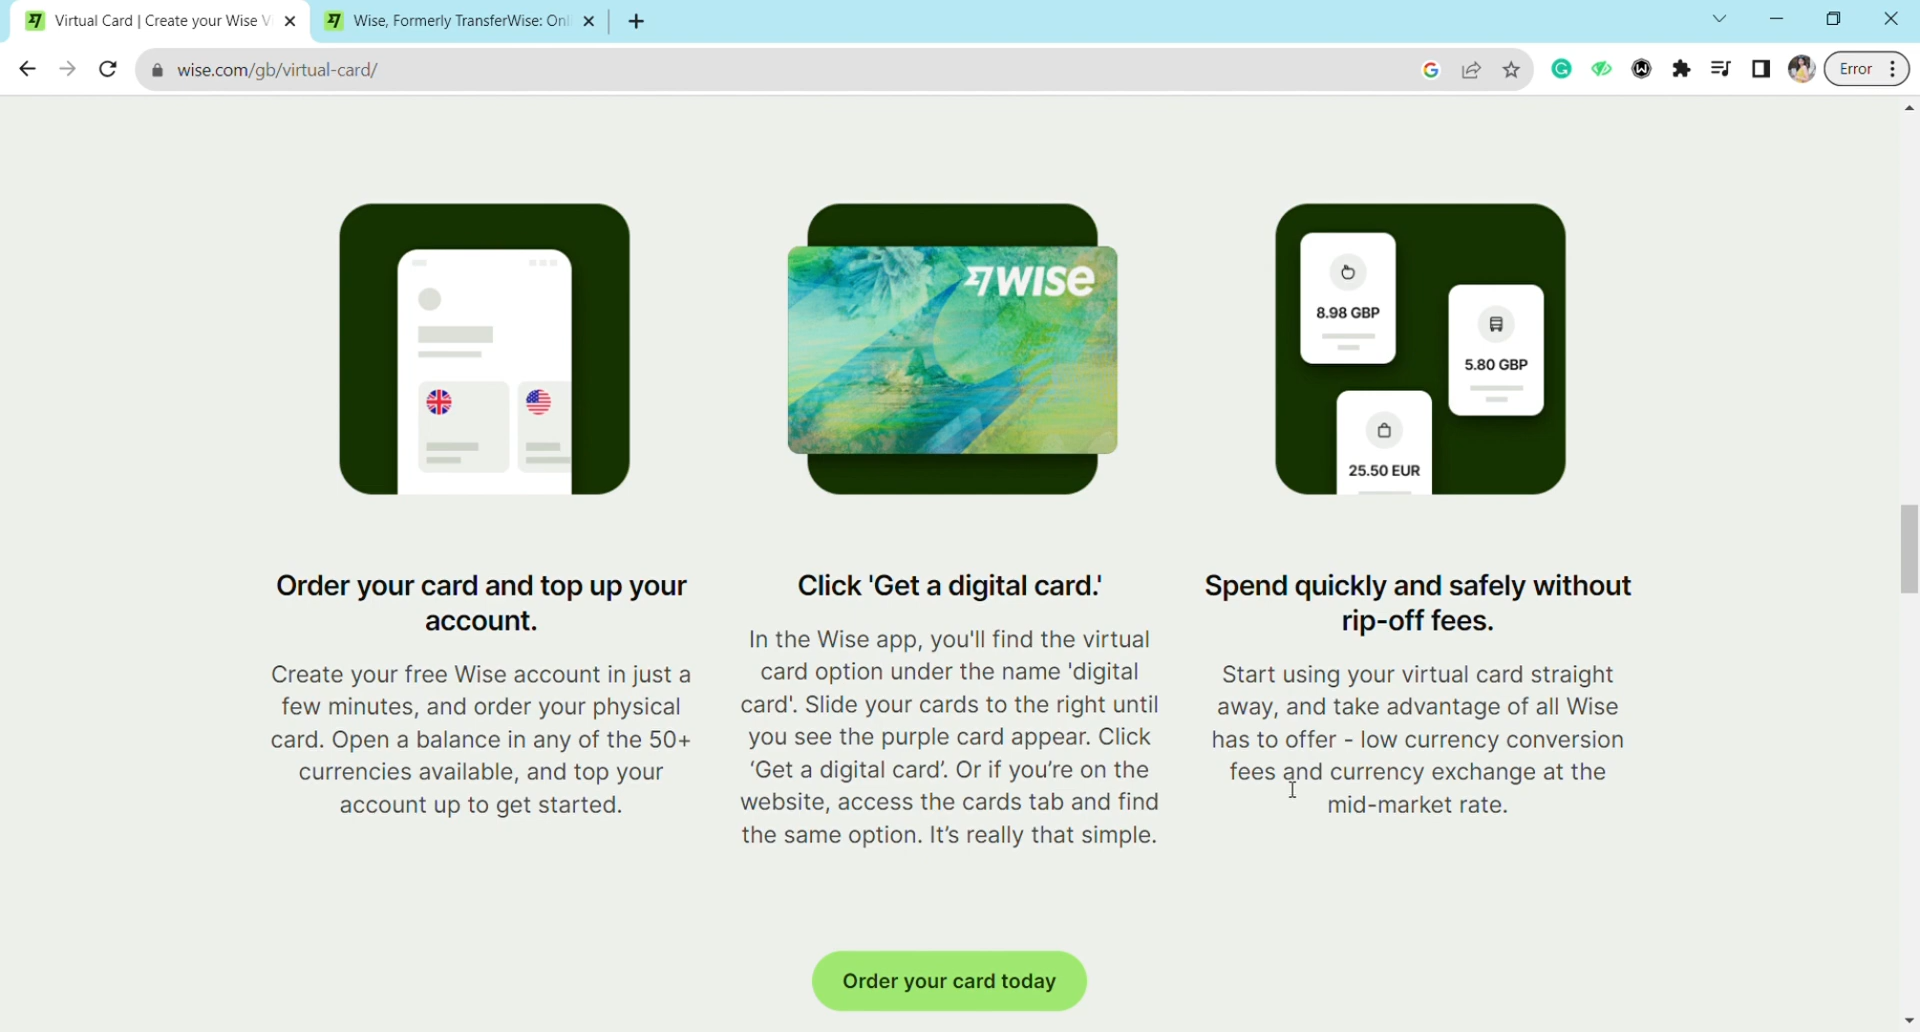 Virtual Card | Create your Wise Vi
Wise, Formerly TransferWise: Onl
wise.com/gb/virtual-card/
Error
WISE
8.98 GBP
5.80 GBP
25.50 EUR
Order your card and top up your
account.
Create your free Wise account in just a
few minutes, and order your physical
card. Open a balance in any of the 50+
currencies available, and top your
account up to get started.
Click 'Get a digital card.'
In the Wise app, you'll find the virtual
card option under the name 'digital
card'. Slide your cards to the right until
you see the purple card appear. Click
‘Get a digital card’. Or if you’re on the
website, access the cards tab and find
the same option. It’s really that simple.
Spend quickly and safely without
rip-off fees.
Start using your virtual card straight
away, and take advantage of all Wise
has to offer - low currency conversion
fees and currency exchange at the
mid-market rate.
Order your card today